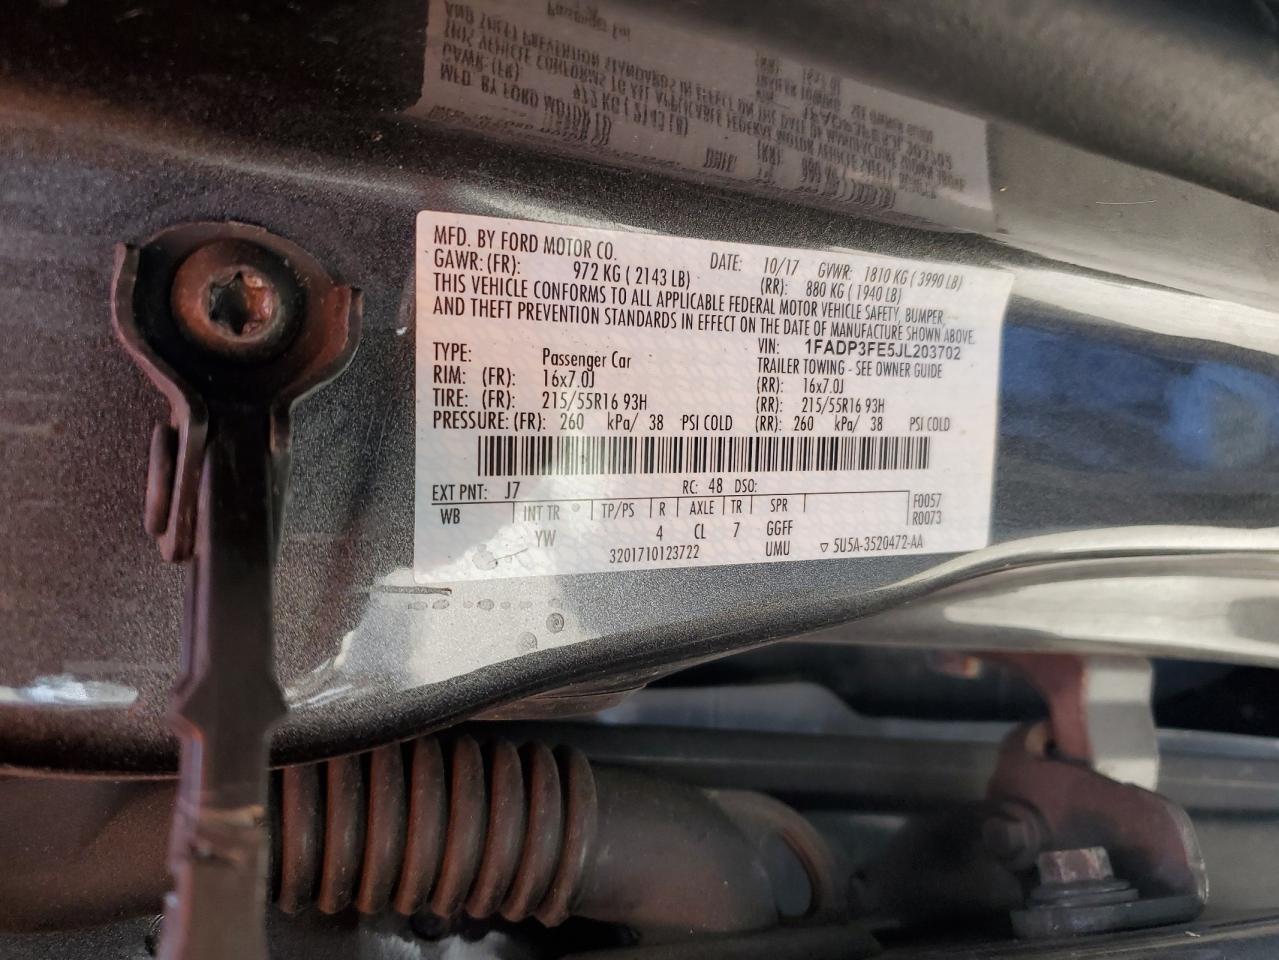 MFD. BY FORD MOTOR CO. DATE: 10/17 GVWR: 1810 KG ( 3990 LB)
GAWR: (FR): 972 KG ( 2143 LB) (RR): 880 KG ( 1940 LB)
THIS VEHICLE CONFORMS TO ALL APPLICABLE FEDERAL MOTOR VEHICLE SAFETY, BUMPER,
AND THEFT PREVENTION STANDARDS IN EFFECT ON THE DATE OF MANUFACTURE SHOWN ABOVE.
VIN: 1FADP3FE5JL203702
TYPE: Passenger Car TRAILER TOWING - SEE OWNER GUIDE
RIM: (FR): 16x7.0J (RR): 16x7.0J
TIRE: (FR): 215/55R16 93H (RR): 215/55R16 93H
PRESSURE: (FR): 260 kPa/ 38 PSI COLD (RR): 260 kPa/ 38 PSI COLD
EXT PNT: J7 RC: 48 DSO:
WB INT TR TP/PS R AXLE TR SPR F0057
YW 4 CL 7 GGFF R0073
3201710123722 UMU ▽ 5U5A-3520472-AA